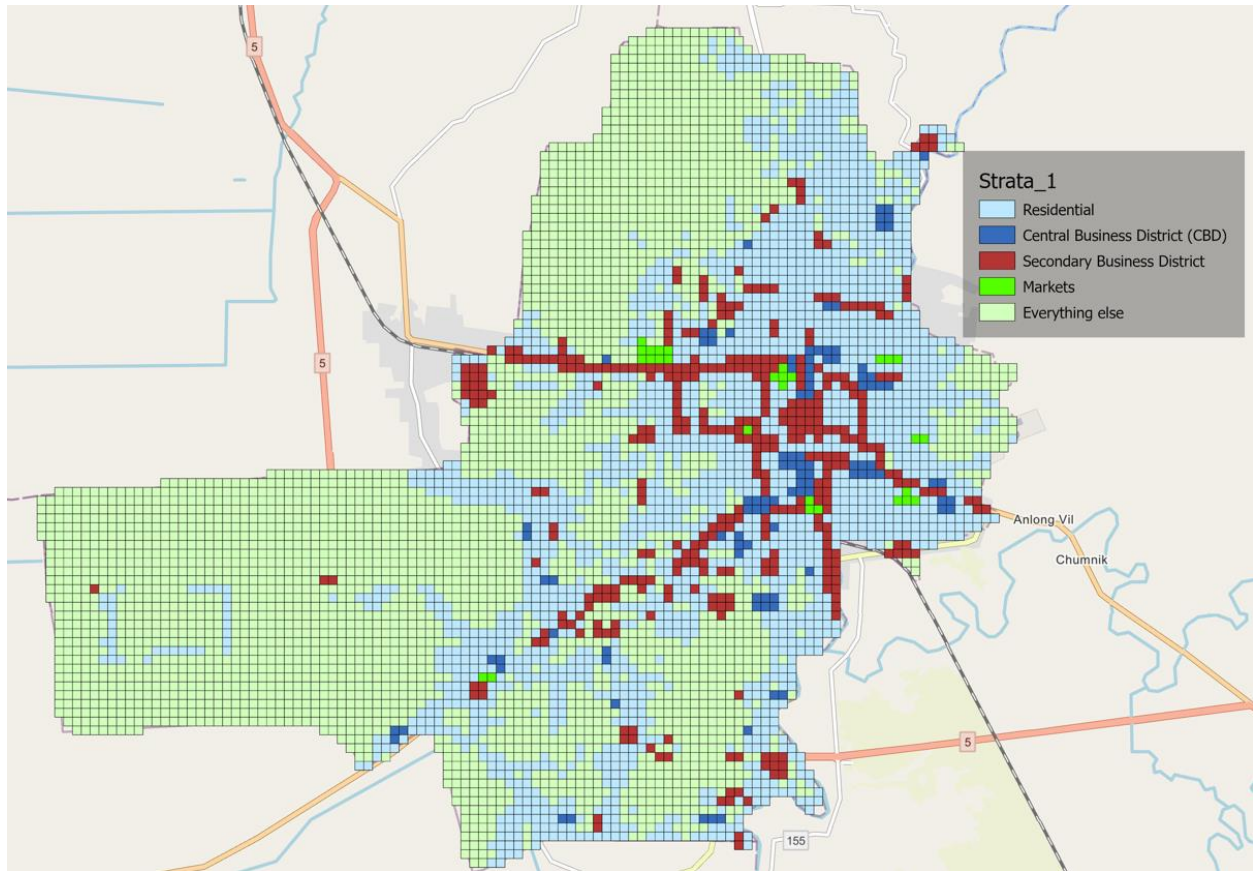 5
5
Strata_1
Residential
Central Business District (CBD)
Secondary Business District
Markets
Everything else
Anlong Vil
Chumnik
5
155